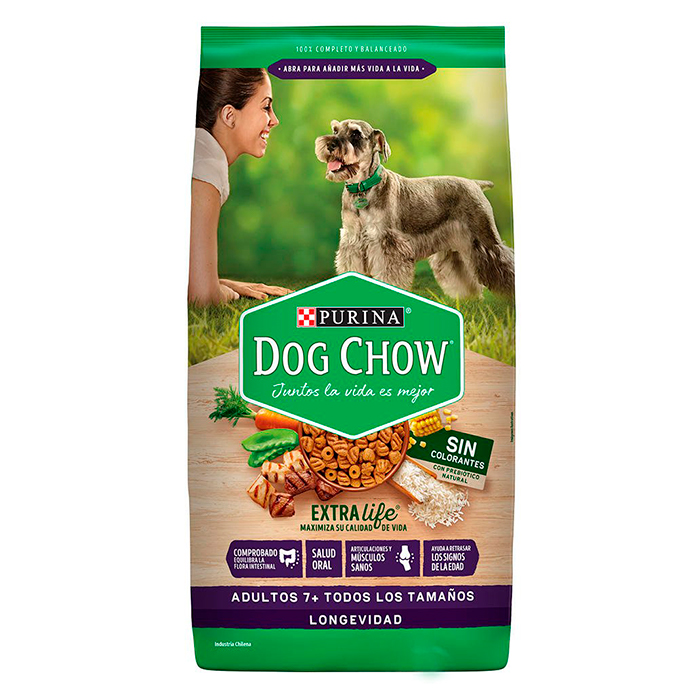 100% COMPLETO Y BALANCEADO
• ABRA PARA AÑADIR MÁS VIDA A LA VIDA •
PURINA®
DOG CHOW®
Juntos la vida es mejor
SIN
COLORANTES
CON PREBIÓTICO
NATURAL
EXTRA life®
MAXIMIZA SU CALIDAD DE VIDA
COMPROBADO
EQUILIBRA LA
FLORA INTESTINAL
SALUD
ORAL
ARTICULACIONES Y
MÚSCULOS
SANOS
AYUDA A RETRASAR
LOS SIGNOS
DE LA EDAD
ADULTOS 7+ TODOS LOS TAMAÑOS
LONGEVIDAD
Industria Chilena